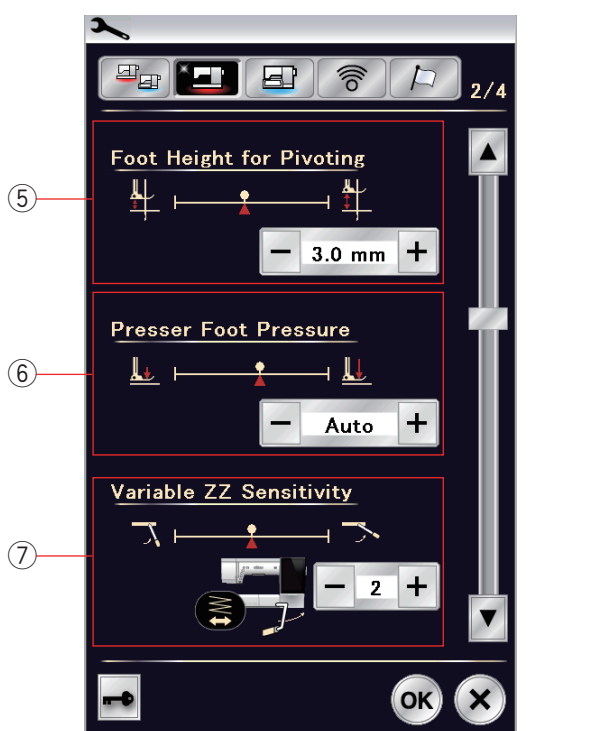 2/4
Foot Height for Pivoting
⑤
− 3.0 mm +
Presser Foot Pressure
⑥
− Auto +
Variable ZZ Sensitivity
⑦
− 2 +
OK